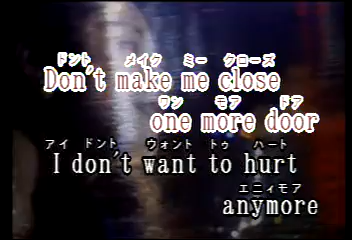 ドント メイク ミー クローズ
Don't make me close
ワン モア ドア
one more door
アイ ドント ウォント トゥ ハート
I don't want to hurt
エニィモア
anymore